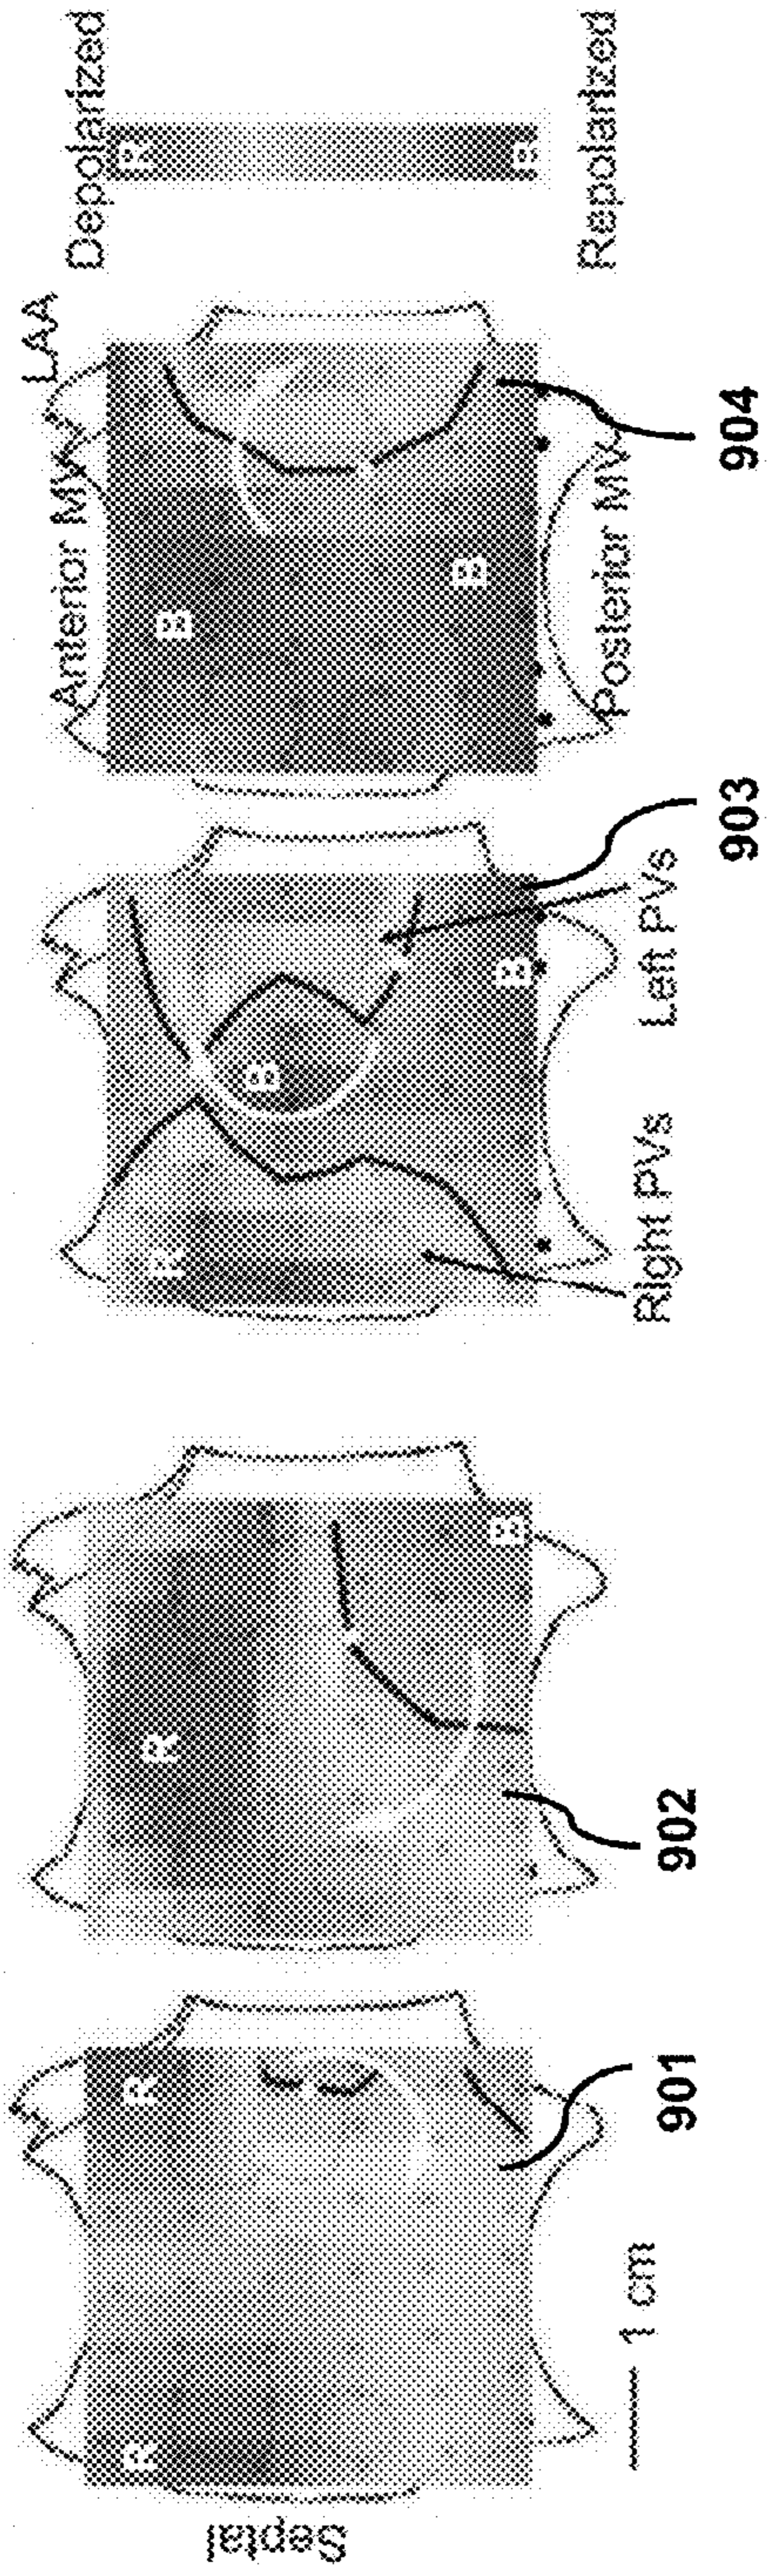 Septal
R
R
1 cm
901
R
B
902
R
B
B
Right PVs
Left PVs
903
Anterior MV
LAA
B
B
Posterior MV
904
Depolarized
R
B
Repolarized